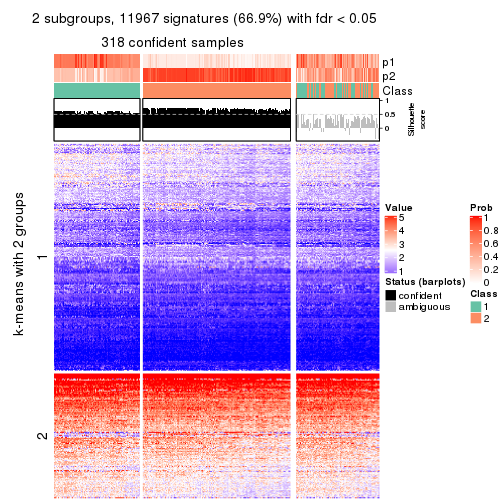 2 subgroups, 11967 signatures (66.9%) with fdr < 0.05
318 confident samples
p1
p2
Class
1
0.5
0
Silhouette
score
k-means with 2 groups
1
2
Value
5
4
3
2
1
Status (barplots)
confident
ambiguous
Prob
1
0.8
0.6
0.4
0.2
0
Class
1
2